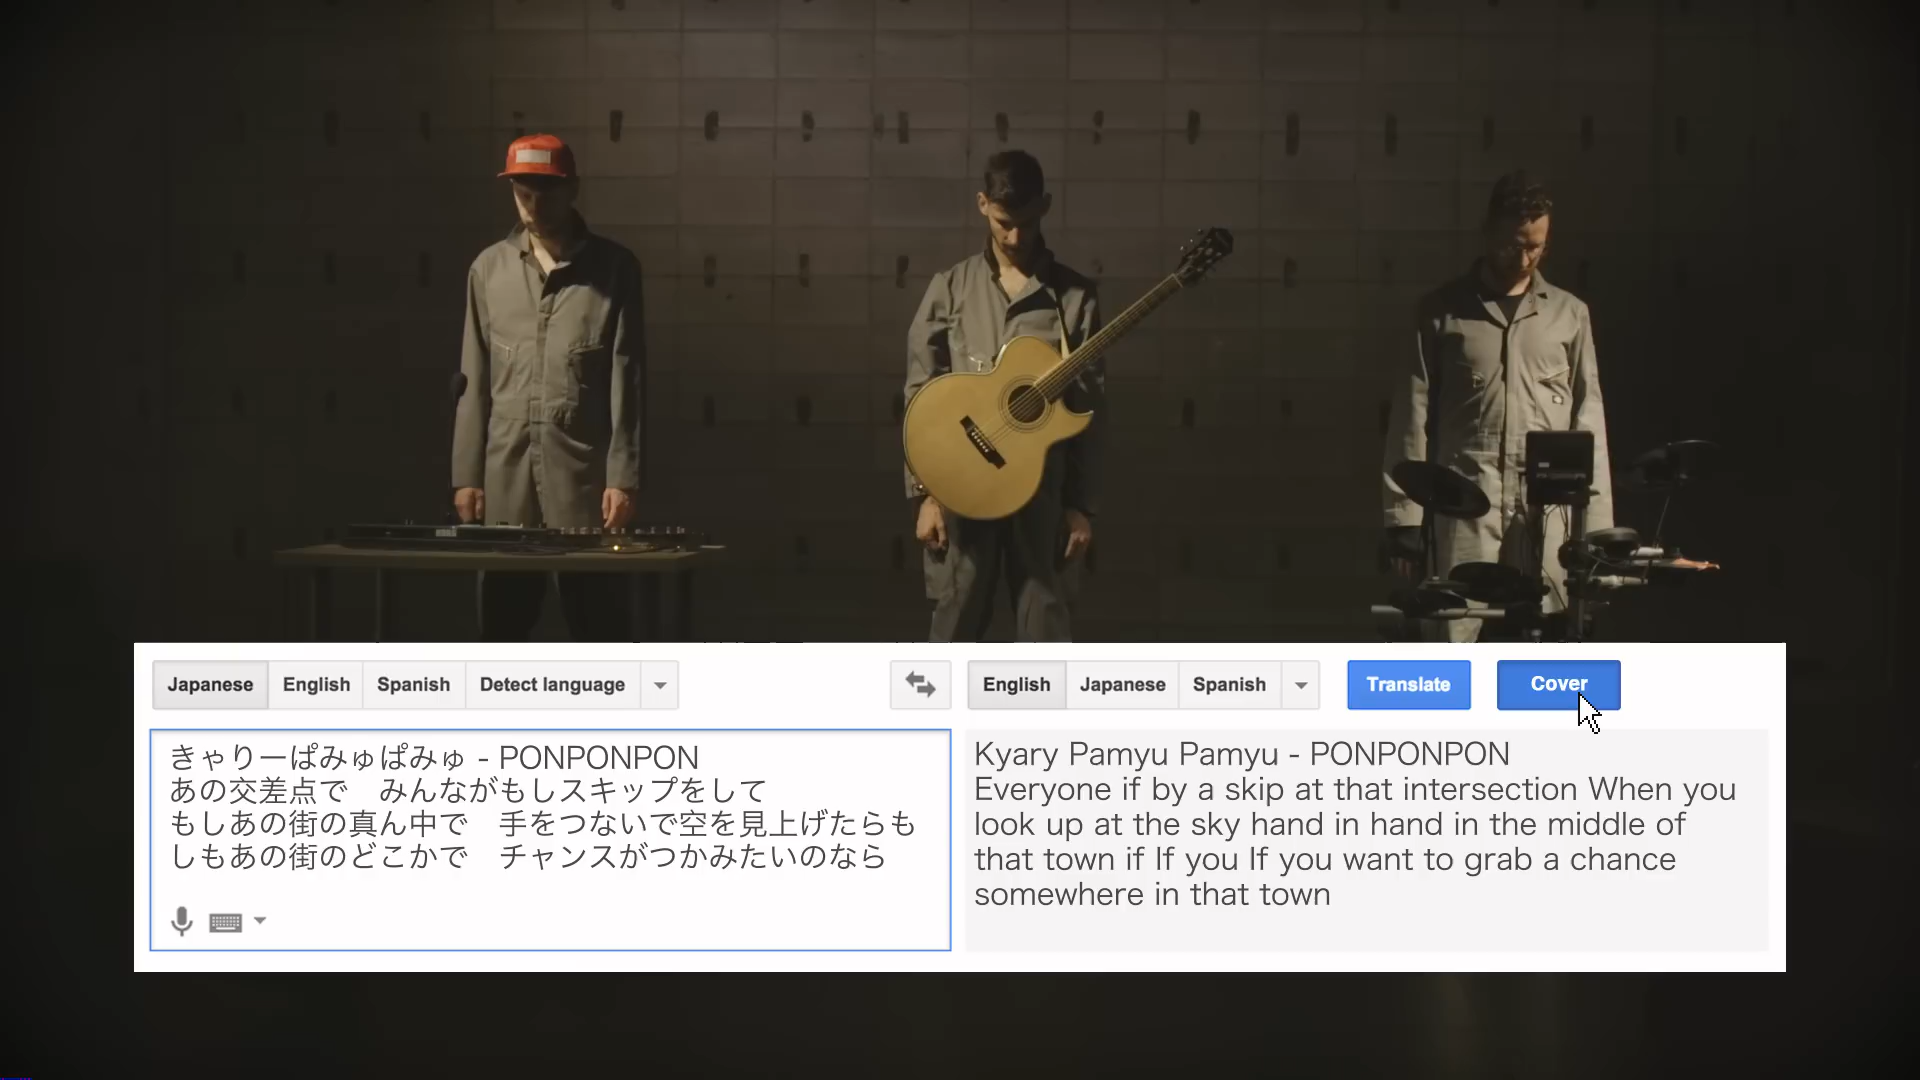 Japanese English Spanish Detect language
English Japanese Spanish Translate Cover
きゃりーぱみゅぱみゅ - PONPONPON
あの交差点で　みんながもしスキップをして
もしあの街の真ん中で　手をつないで空を見上げたらも
しもあの街のどこかで　チャンスがつかみたいのなら
Kyary Pamyu Pamyu - PONPONPON
Everyone if by a skip at that intersection When you
look up at the sky hand in hand in the middle of
that town if If you If you want to grab a chance
somewhere in that town